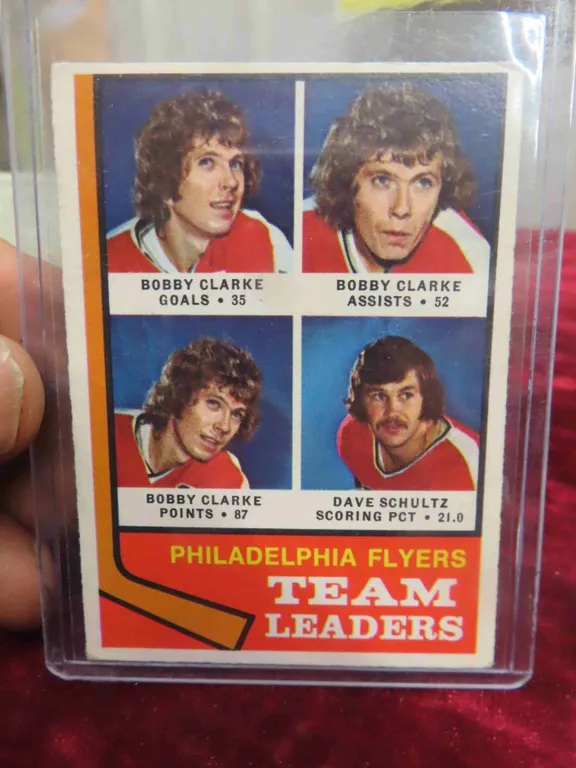 BOBBY CLARKE
GOALS • 35
BOBBY CLARKE
ASSISTS • 52
BOBBY CLARKE
POINTS • 87
DAVE SCHULTZ
SCORING PCT • 21.0
PHILADELPHIA FLYERS
TEAM
LEADERS